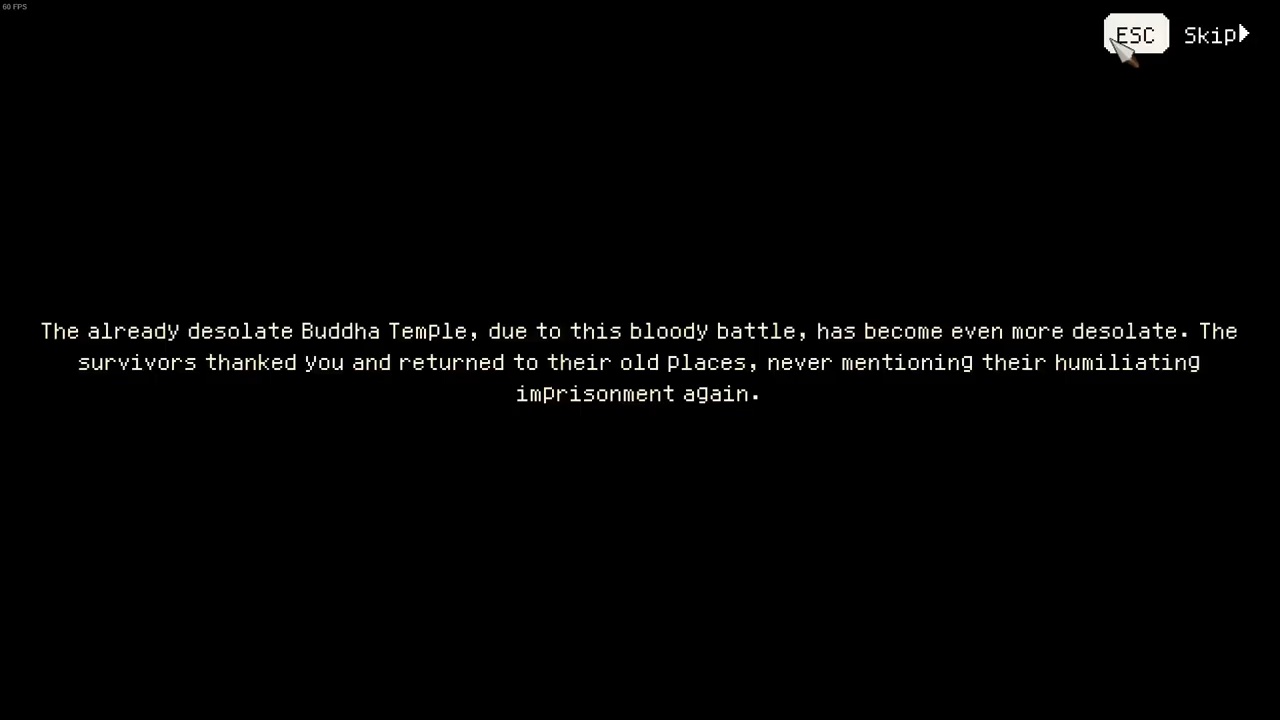 60 FPS
ESC Skip
The already desolate Buddha Temple, due to this bloody battle, has become even more desolate. The
survivors thanked you and returned to their old places, never mentioning their humiliating
imprisonment again.